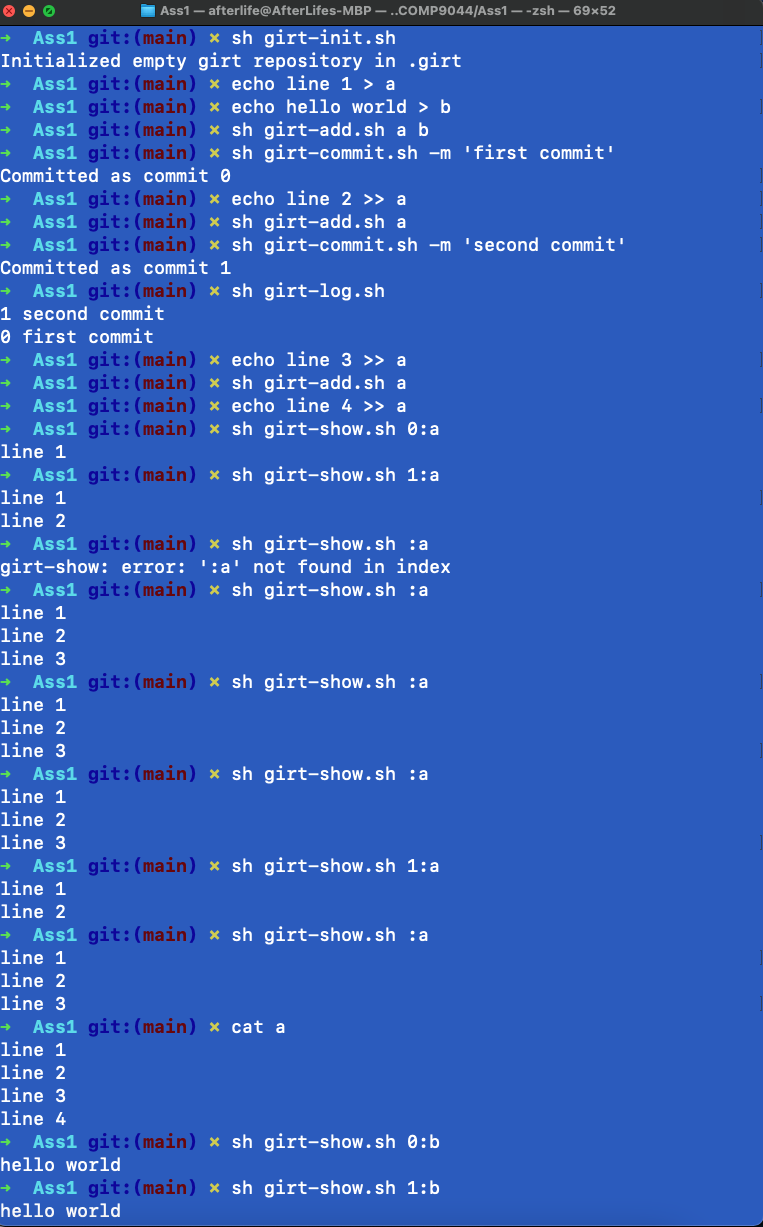 Ass1 — afterlife@AfterLifes-MBP — ..COMP9044/Ass1 — -zsh — 69×52
➜  Ass1 git:(main) ✗ sh girt-init.sh
Initialized empty girt repository in .girt
➜  Ass1 git:(main) ✗ echo line 1 > a
➜  Ass1 git:(main) ✗ echo hello world > b
➜  Ass1 git:(main) ✗ sh girt-add.sh a b
➜  Ass1 git:(main) ✗ sh girt-commit.sh -m 'first commit'
Committed as commit 0
➜  Ass1 git:(main) ✗ echo line 2 >> a
➜  Ass1 git:(main) ✗ sh girt-add.sh a
➜  Ass1 git:(main) ✗ sh girt-commit.sh -m 'second commit'
Committed as commit 1
➜  Ass1 git:(main) ✗ sh girt-log.sh
1 second commit
0 first commit
➜  Ass1 git:(main) ✗ echo line 3 >> a
➜  Ass1 git:(main) ✗ sh girt-add.sh a
➜  Ass1 git:(main) ✗ echo line 4 >> a
➜  Ass1 git:(main) ✗ sh girt-show.sh 0:a
line 1
➜  Ass1 git:(main) ✗ sh girt-show.sh 1:a
line 1
line 2
➜  Ass1 git:(main) ✗ sh girt-show.sh :a
girt-show: error: ':a' not found in index
➜  Ass1 git:(main) ✗ sh girt-show.sh :a
line 1
line 2
line 3
➜  Ass1 git:(main) ✗ sh girt-show.sh :a
line 1
line 2
line 3
➜  Ass1 git:(main) ✗ sh girt-show.sh :a
line 1
line 2
line 3
➜  Ass1 git:(main) ✗ sh girt-show.sh 1:a
line 1
line 2
➜  Ass1 git:(main) ✗ sh girt-show.sh :a
line 1
line 2
line 3
➜  Ass1 git:(main) ✗ cat a
line 1
line 2
line 3
line 4
➜  Ass1 git:(main) ✗ sh girt-show.sh 0:b
hello world
➜  Ass1 git:(main) ✗ sh girt-show.sh 1:b
hello world